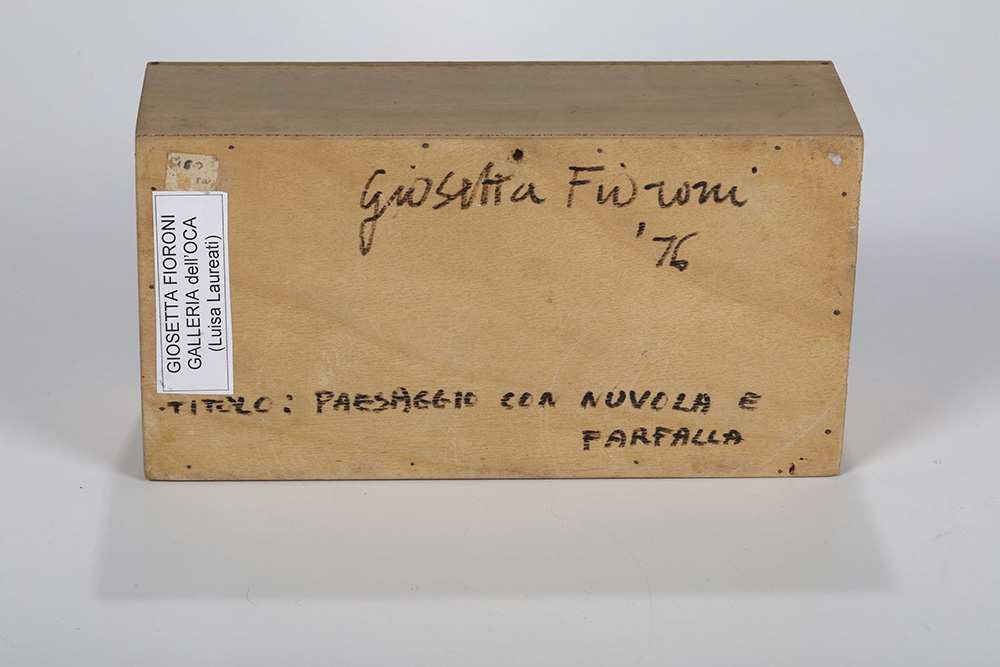 Giosetta Fioroni
'76
GIOSETTA FIORONI
GALLERIA dell'OCA
(Luisa Laureati)
TITOLO: PAESAGGIO CON NUVOLA E
FARFALLA